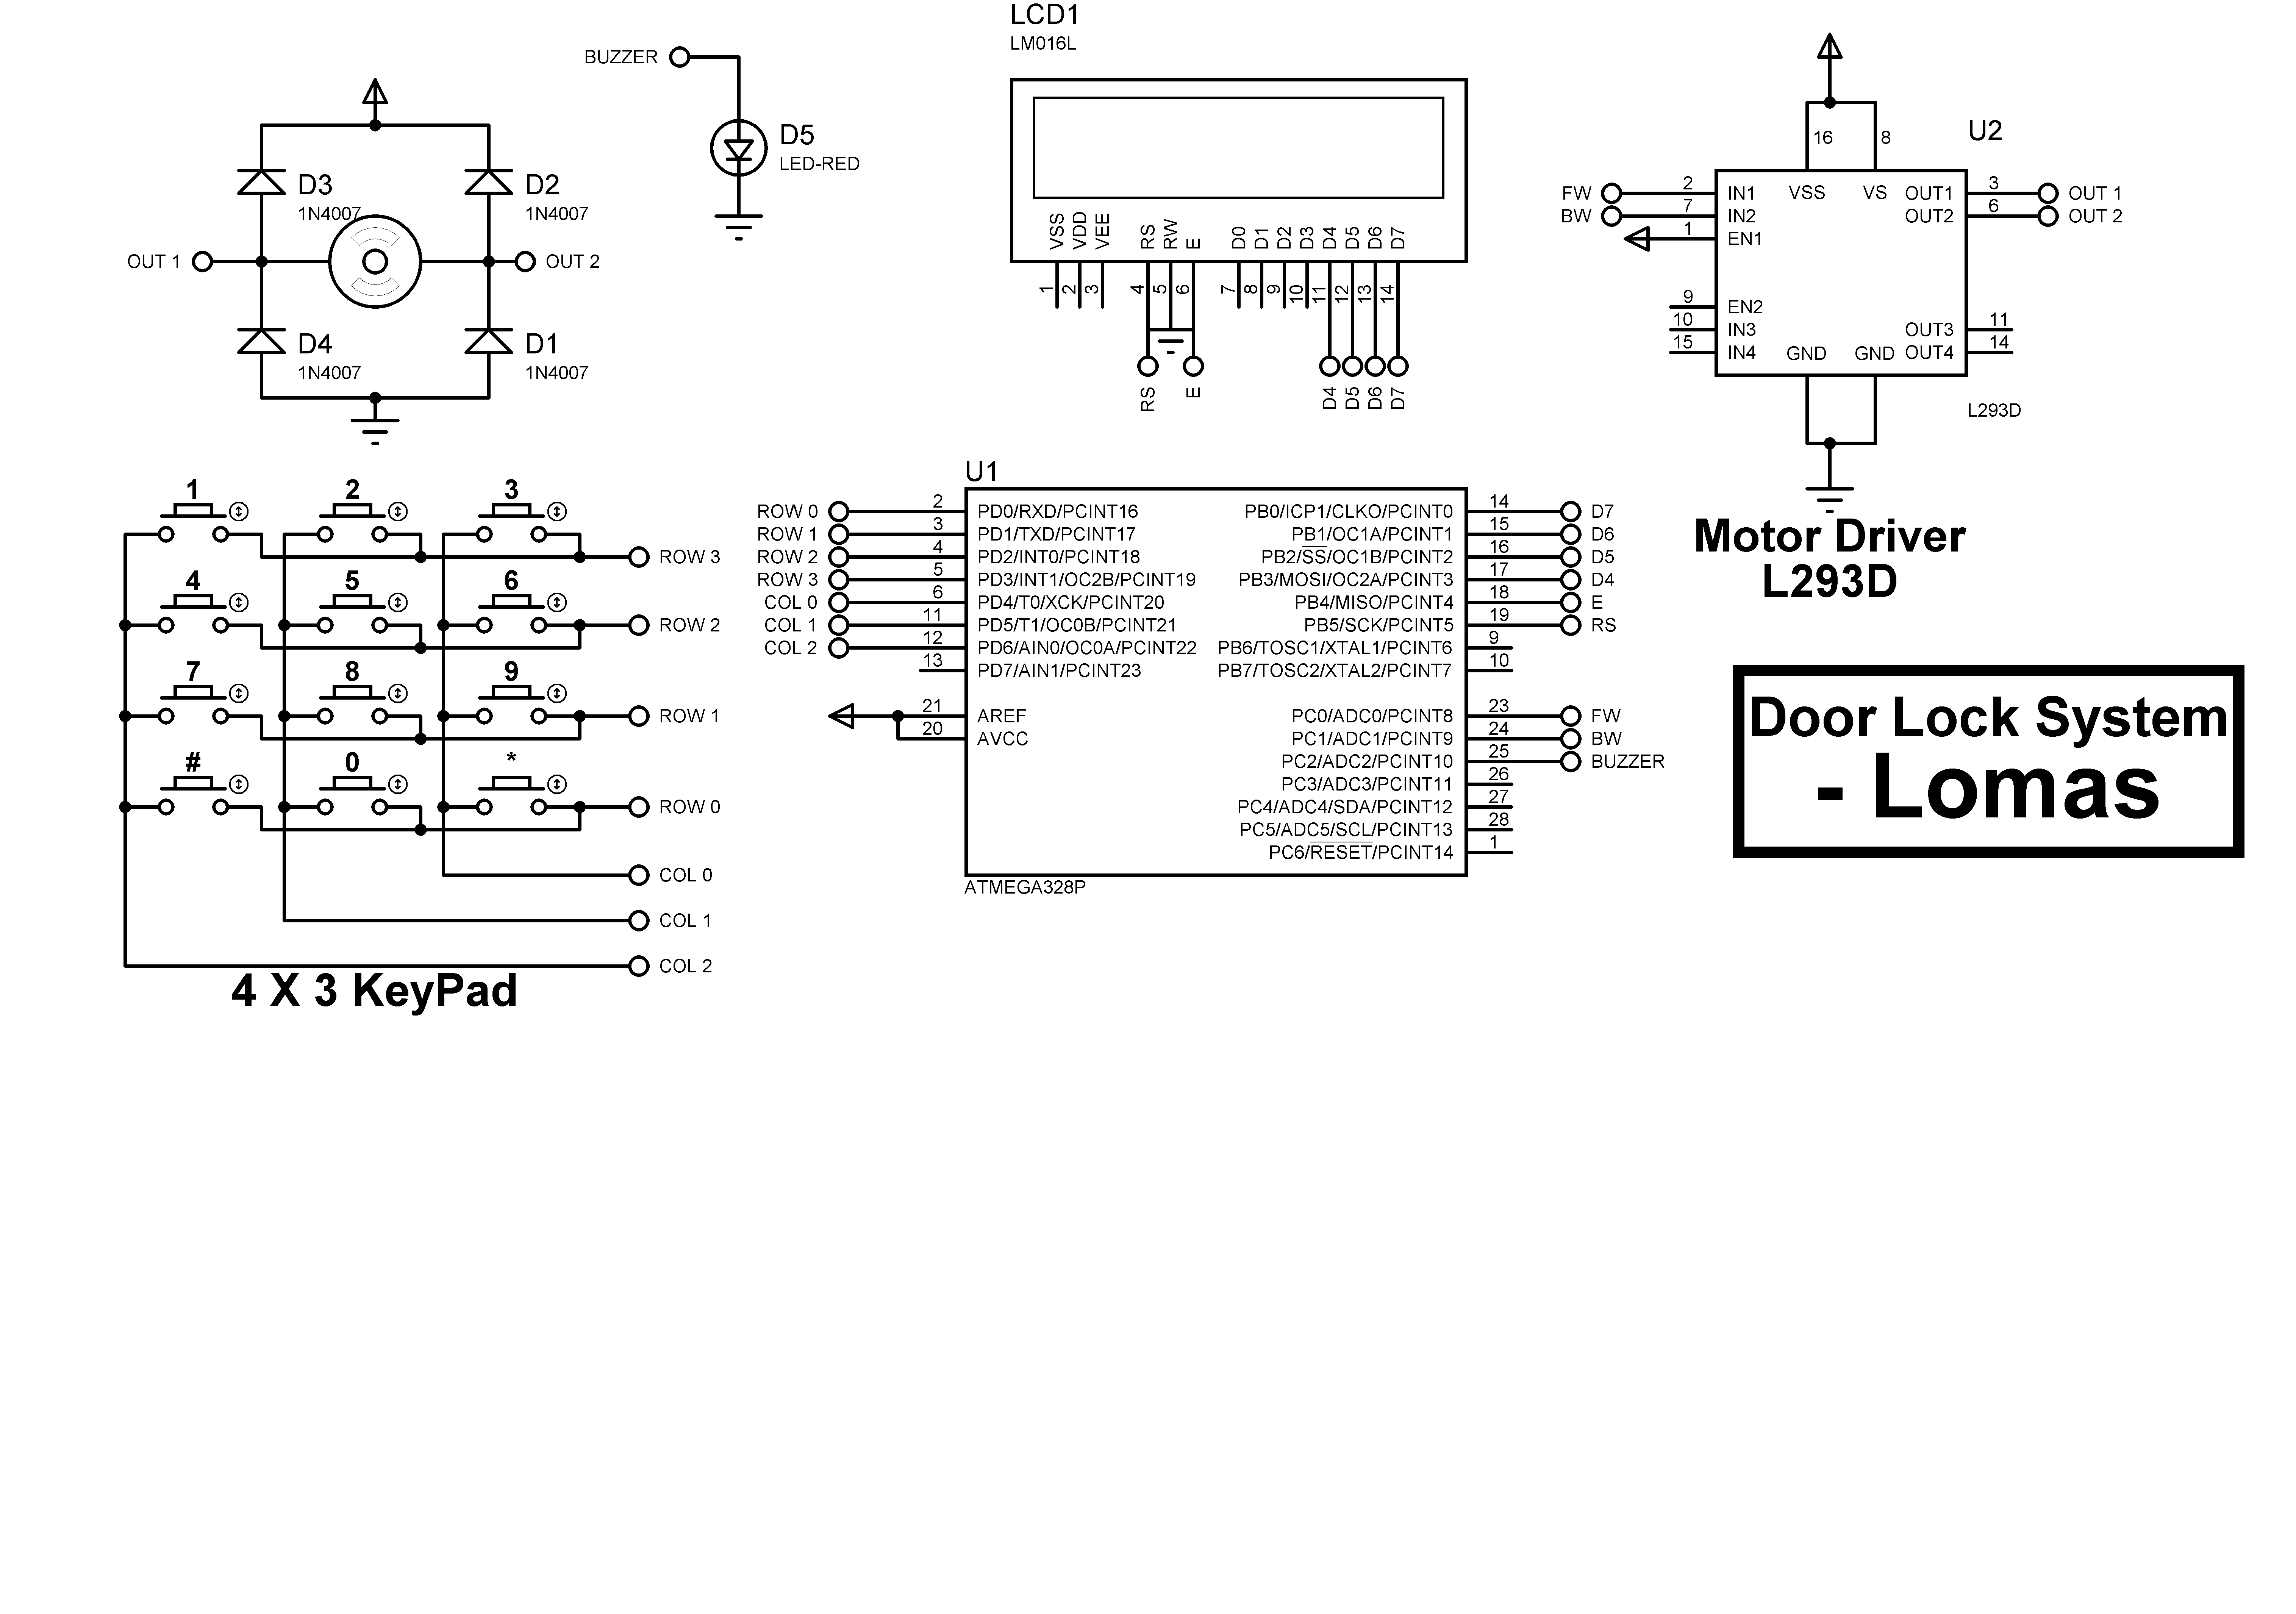 BUZZER
D5
LED-RED
D3
1N4007
D2
1N4007
OUT 1
OUT 2
D4
1N4007
D1
1N4007
LCD1
LM016L
VSS VDD VEE RS RW E D0 D1 D2 D3 D4 D5 D6 D7
1 2 3 4 5 6 7 8 9 10 11 12 13 14
RS E D4 D5 D6 D7
U2
16 8
FW 2 IN1 VSS VS OUT1 3 OUT 1
BW 7 IN2 OUT2 6 OUT 2
1 EN1
9 EN2
10 IN3 OUT3 11
15 IN4 GND GND OUT4 14
L293D
Motor Driver
L293D
1 2 3
ROW 3
4 5 6
ROW 2
7 8 9
ROW 1
# 0 *
ROW 0
COL 0
COL 1
COL 2
4 X 3 KeyPad
U1
ROW 0 2 PD0/RXD/PCINT16 PB0/ICP1/CLKO/PCINT0 14 D7
ROW 1 3 PD1/TXD/PCINT17 PB1/OC1A/PCINT1 15 D6
ROW 2 4 PD2/INT0/PCINT18 PB2/SS/OC1B/PCINT2 16 D5
ROW 3 5 PD3/INT1/OC2B/PCINT19 PB3/MOSI/OC2A/PCINT3 17 D4
COL 0 6 PD4/T0/XCK/PCINT20 PB4/MISO/PCINT4 18 E
COL 1 11 PD5/T1/OC0B/PCINT21 PB5/SCK/PCINT5 19 RS
COL 2 12 PD6/AIN0/OC0A/PCINT22 PB6/TOSC1/XTAL1/PCINT6 9
13 PD7/AIN1/PCINT23 PB7/TOSC2/XTAL2/PCINT7 10
21 AREF PC0/ADC0/PCINT8 23 FW
20 AVCC PC1/ADC1/PCINT9 24 BW
PC2/ADC2/PCINT10 25 BUZZER
PC3/ADC3/PCINT11 26
PC4/ADC4/SDA/PCINT12 27
PC5/ADC5/SCL/PCINT13 28
PC6/RESET/PCINT14 1
ATMEGA328P
Door Lock System
- Lomas